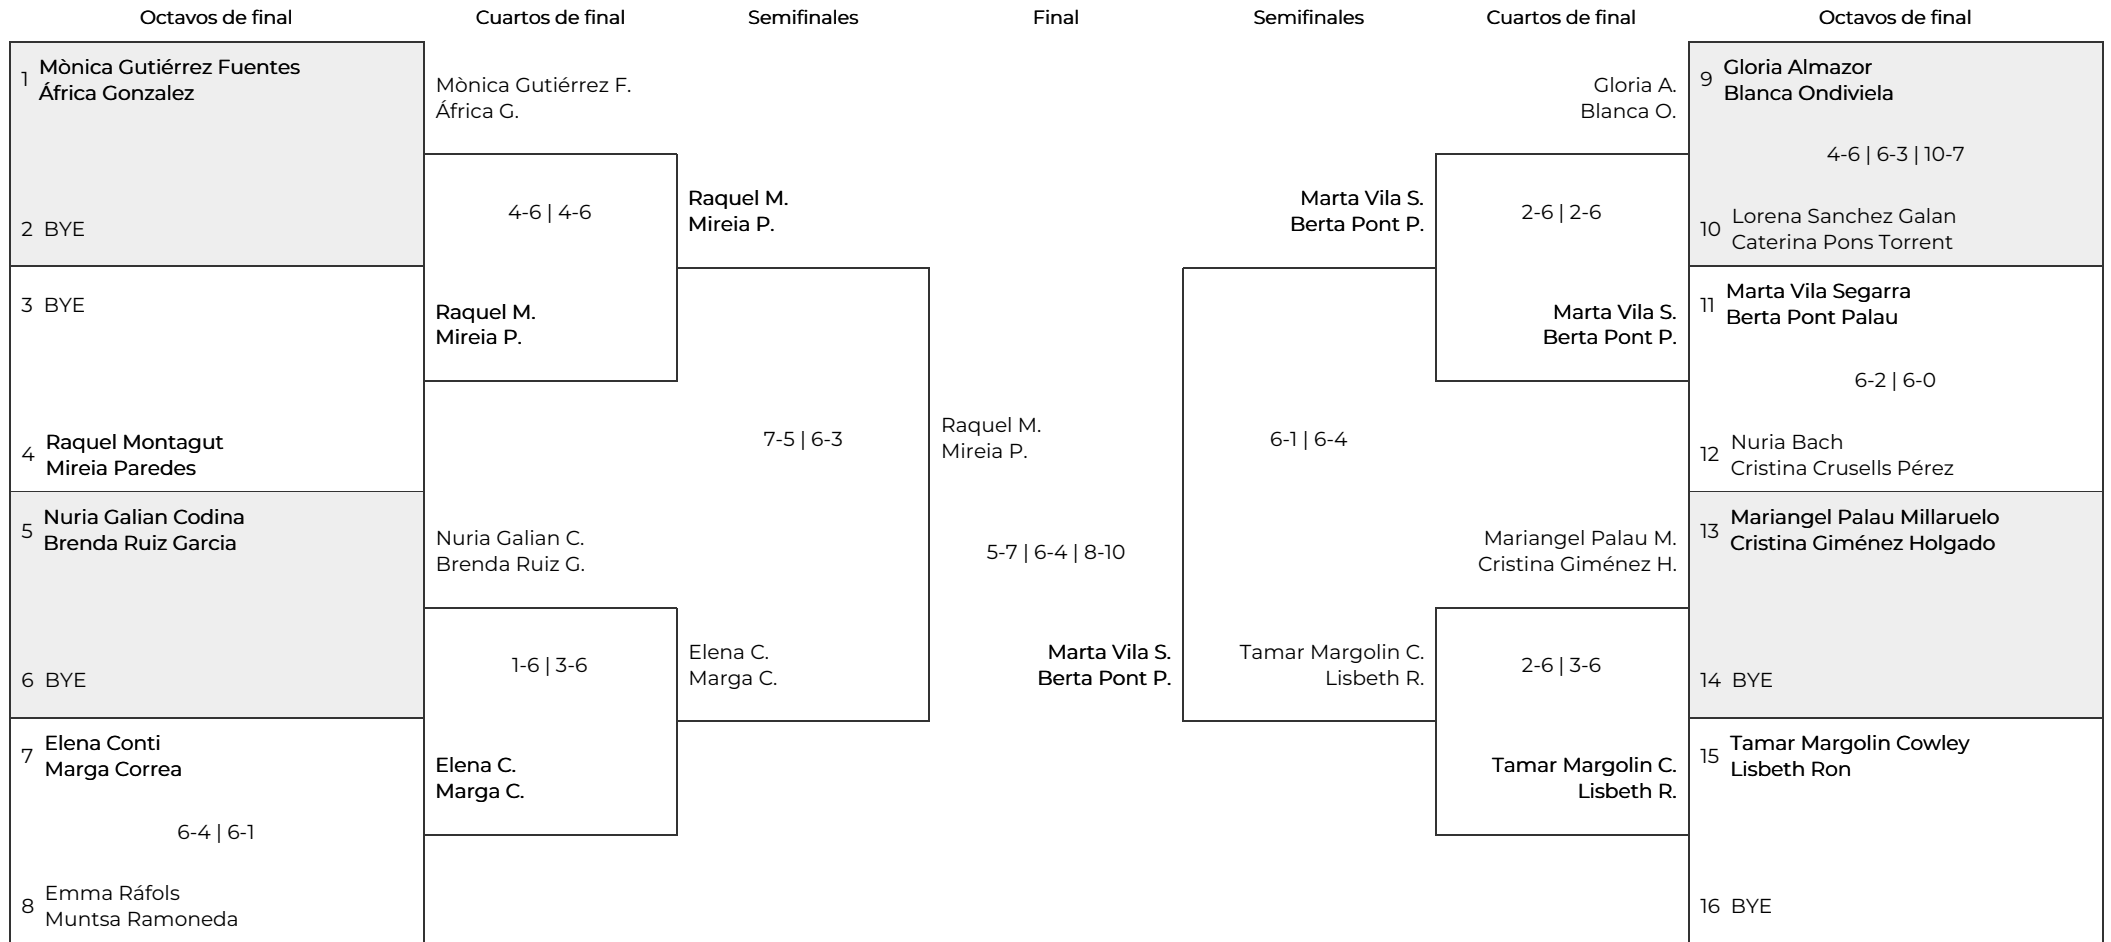 Octavos de final
Cuartos de final
Semifinales
Final
Semifinales
Cuartos de final
Octavos de final
1 Mònica Gutiérrez Fuentes
África Gonzalez
2 BYE
3 BYE
4 Raquel Montagut
Mireia Paredes
5 Nuria Galian Codina
Brenda Ruiz Garcia
6 BYE
7 Elena Conti
Marga Correa
6-4 | 6-1
8 Emma Ráfols
Muntsa Ramoneda
Mònica Gutiérrez F.
África G.
4-6 | 4-6
Raquel M.
Mireia P.
Nuria Galian C.
Brenda Ruiz G.
1-6 | 3-6
Elena C.
Marga C.
Raquel M.
Mireia P.
7-5 | 6-3
Elena C.
Marga C.
Raquel M.
Mireia P.
5-7 | 6-4 | 8-10
Marta Vila S.
Berta Pont P.
Marta Vila S.
Berta Pont P.
6-1 | 6-4
Tamar Margolin C.
Lisbeth R.
Gloria A.
Blanca O.
2-6 | 2-6
Marta Vila S.
Berta Pont P.
Mariangel Palau M.
Cristina Giménez H.
2-6 | 3-6
Tamar Margolin C.
Lisbeth R.
9 Gloria Almazor
Blanca Ondiviela
4-6 | 6-3 | 10-7
10 Lorena Sanchez Galan
Caterina Pons Torrent
11 Marta Vila Segarra
Berta Pont Palau
6-2 | 6-0
12 Nuria Bach
Cristina Crusells Pérez
13 Mariangel Palau Millaruelo
Cristina Giménez Holgado
14 BYE
15 Tamar Margolin Cowley
Lisbeth Ron
16 BYE